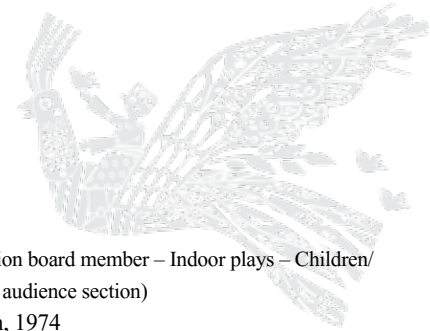 ion board member – Indoor plays – Children/
audience section)
, 1974